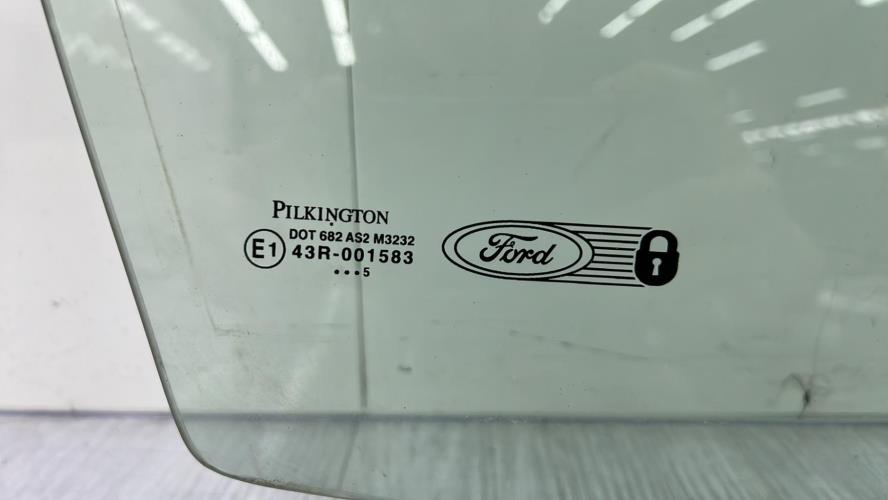 PILKINGTON
DOT 682 AS2 M3232
E1 43R-001583
•••5
Ford